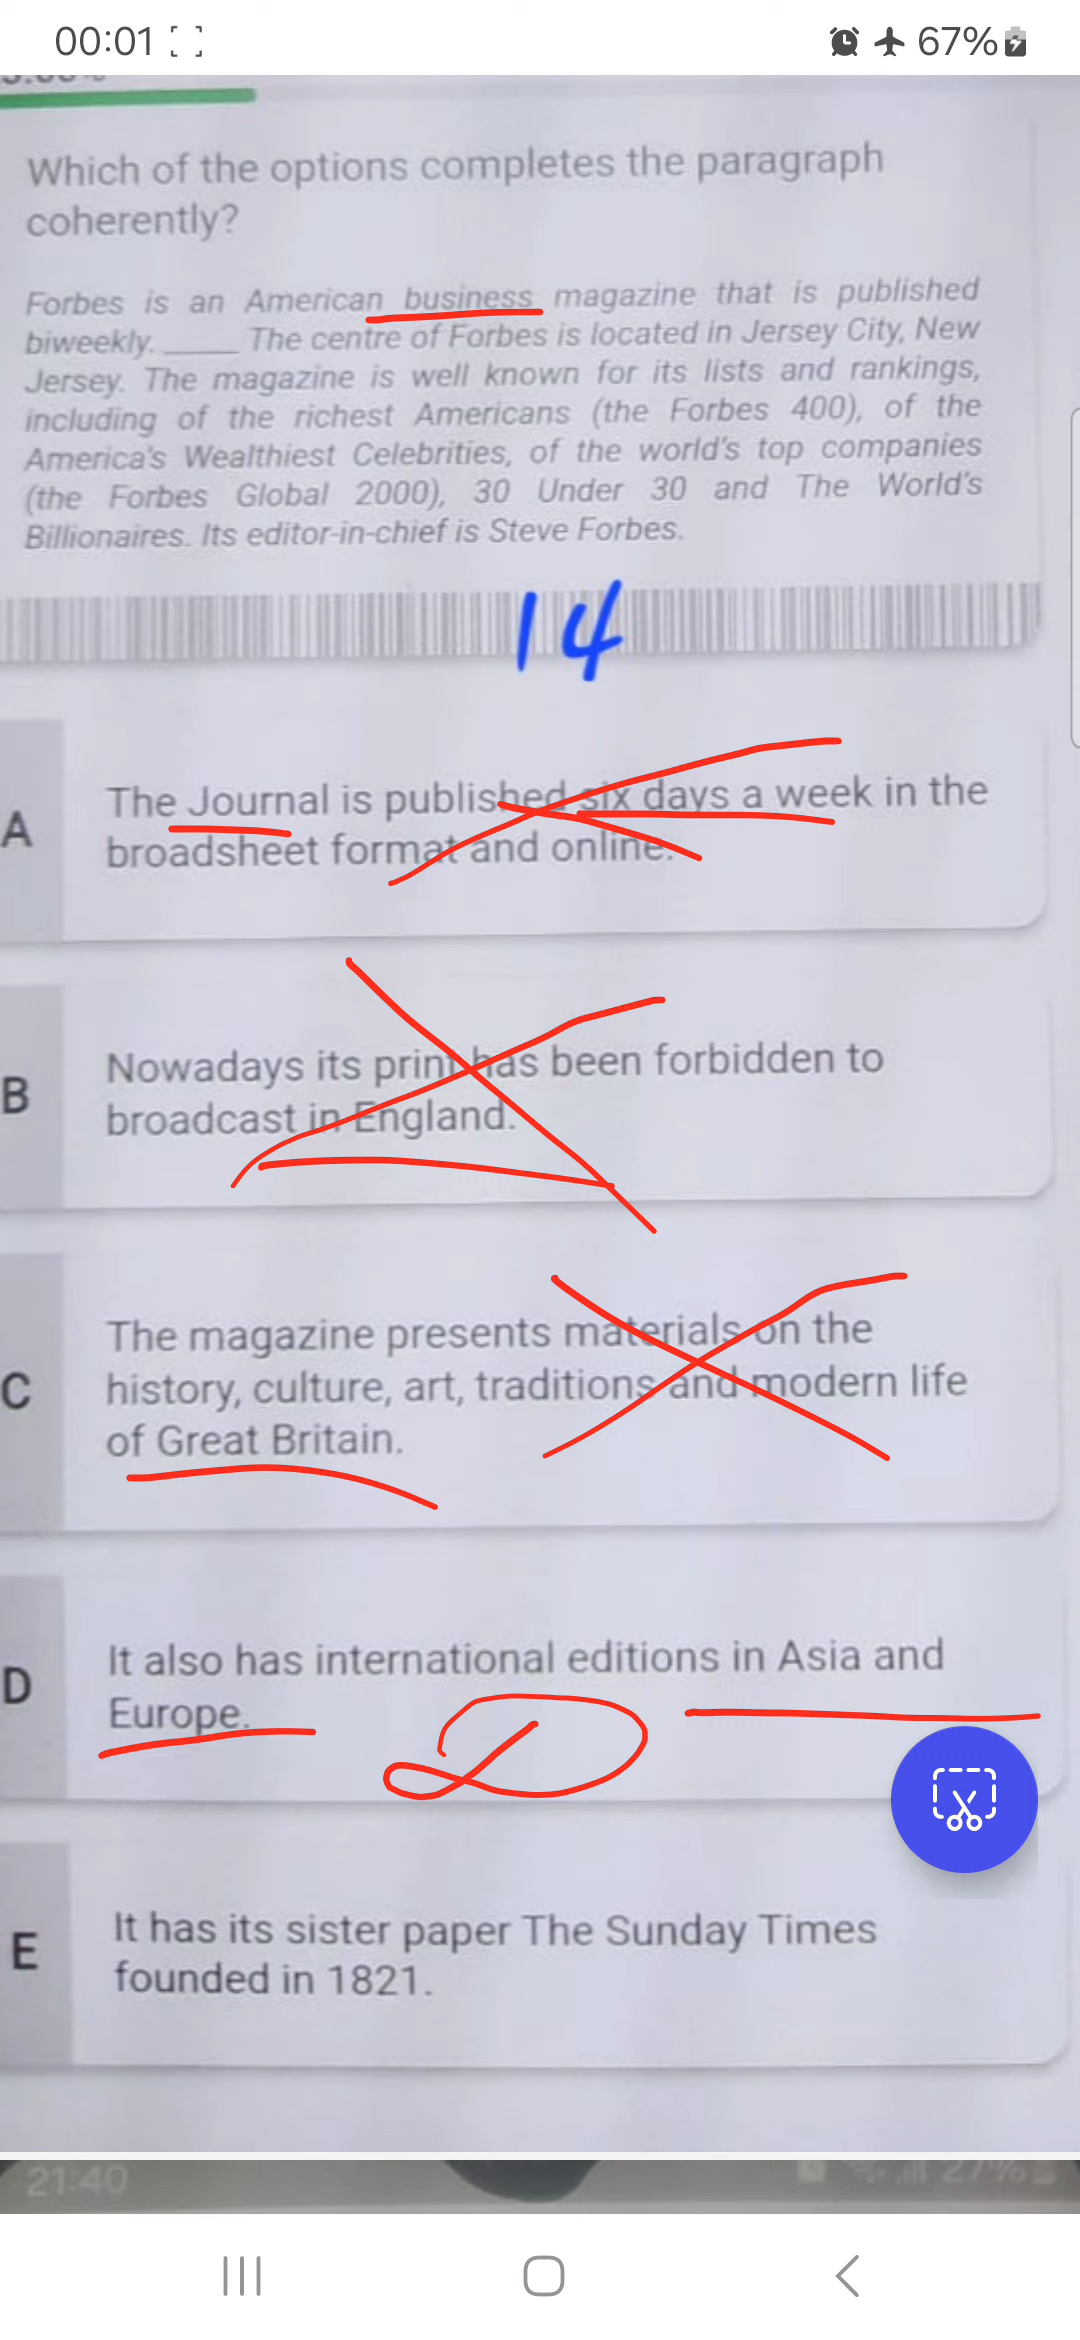 00:01
67%
Which of the options completes the paragraph
coherently?
Forbes is an American business magazine that is published
biweekly. _____ The centre of Forbes is located in Jersey City, New
Jersey. The magazine is well known for its lists and rankings,
including of the richest Americans (the Forbes 400), of the
America's Wealthiest Celebrities, of the world's top companies
(the Forbes Global 2000), 30 Under 30 and The World's
Billionaires. Its editor-in-chief is Steve Forbes.
14
A
The Journal is published six days a week in the
broadsheet format and online.
B
Nowadays its print has been forbidden to
broadcast in England.
C
The magazine presents materials on the
history, culture, art, traditions and modern life
of Great Britain.
D
It also has international editions in Asia and
Europe.
D
E
It has its sister paper The Sunday Times
founded in 1821.
21:40
27%